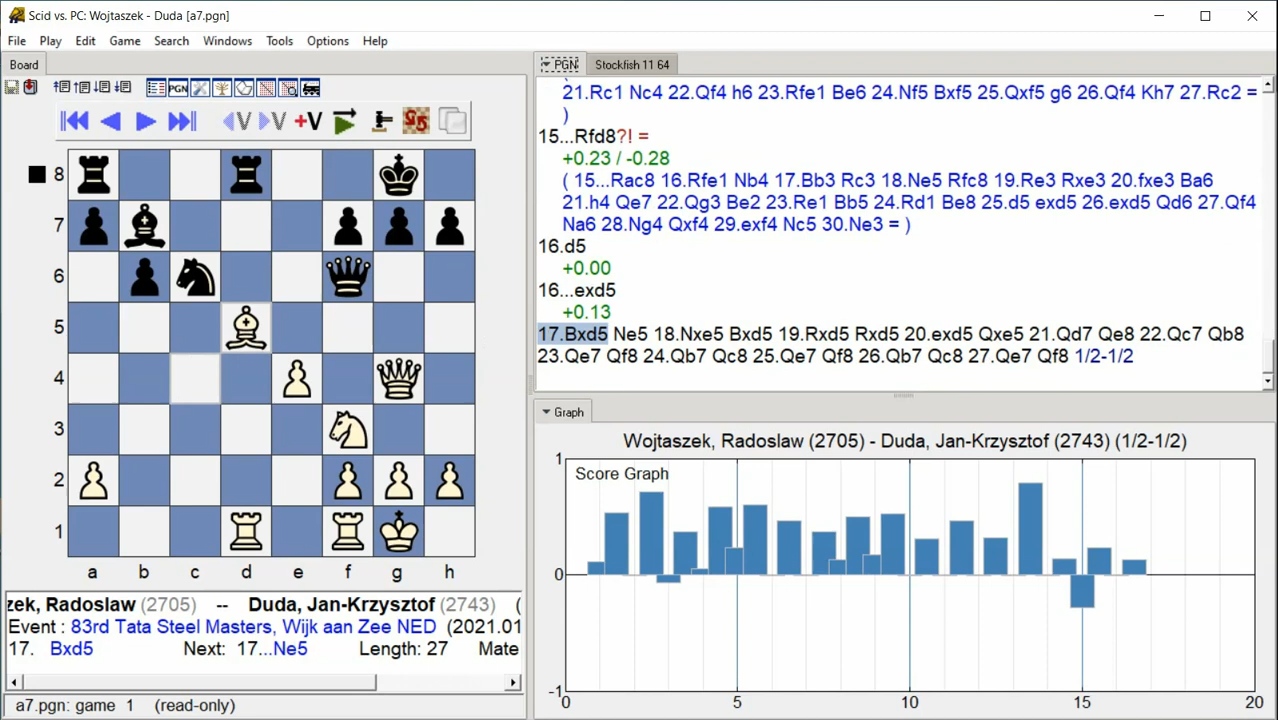 Scid vs. PC: Wojtaszek - Duda [a7.pgn]
File Play Edit Game Search Windows Tools Options Help
Board
PGN
+V
8
7
6
5
4
3
2
1
a b c d e f g h
zek, Radoslaw (2705) -- Duda, Jan-Krzysztof (2743) (
Event : 83rd Tata Steel Masters, Wijk aan Zee NED (2021.01
17. Bxd5 Next: 17...Ne5 Length: 27 Mate
a7.pgn: game 1 (read-only)
PGN Stockfish 11 64
21.Rc1 Nc4 22.Qf4 h6 23.Rfe1 Be6 24.Nf5 Bxf5 25.Qxf5 g6 26.Qf4 Kh7 27.Rc2 =
)
15...Rfd8?! =
+0.23 / -0.28
( 15...Rac8 16.Rfe1 Nb4 17.Bb3 Rc3 18.Ne5 Rfc8 19.Re3 Rxe3 20.fxe3 Ba6
21.h4 Qe7 22.Qg3 Be2 23.Re1 Bb5 24.Rd1 Be8 25.d5 exd5 26.exd5 Qd6 27.Qf4
Na6 28.Ng4 Qxf4 29.exf4 Nc5 30.Ne3 = )
16.d5
+0.00
16...exd5
+0.13
17.Bxd5 Ne5 18.Nxe5 Bxd5 19.Rxd5 Rxd5 20.exd5 Qxe5 21.Qd7 Qe8 22.Qc7 Qb8
23.Qe7 Qf8 24.Qb7 Qc8 25.Qe7 Qf8 26.Qb7 Qc8 27.Qe7 Qf8 1/2-1/2
Graph
Wojtaszek, Radoslaw (2705) - Duda, Jan-Krzysztof (2743) (1/2-1/2)
1
Score Graph
0
-1
0 5 10 15 20